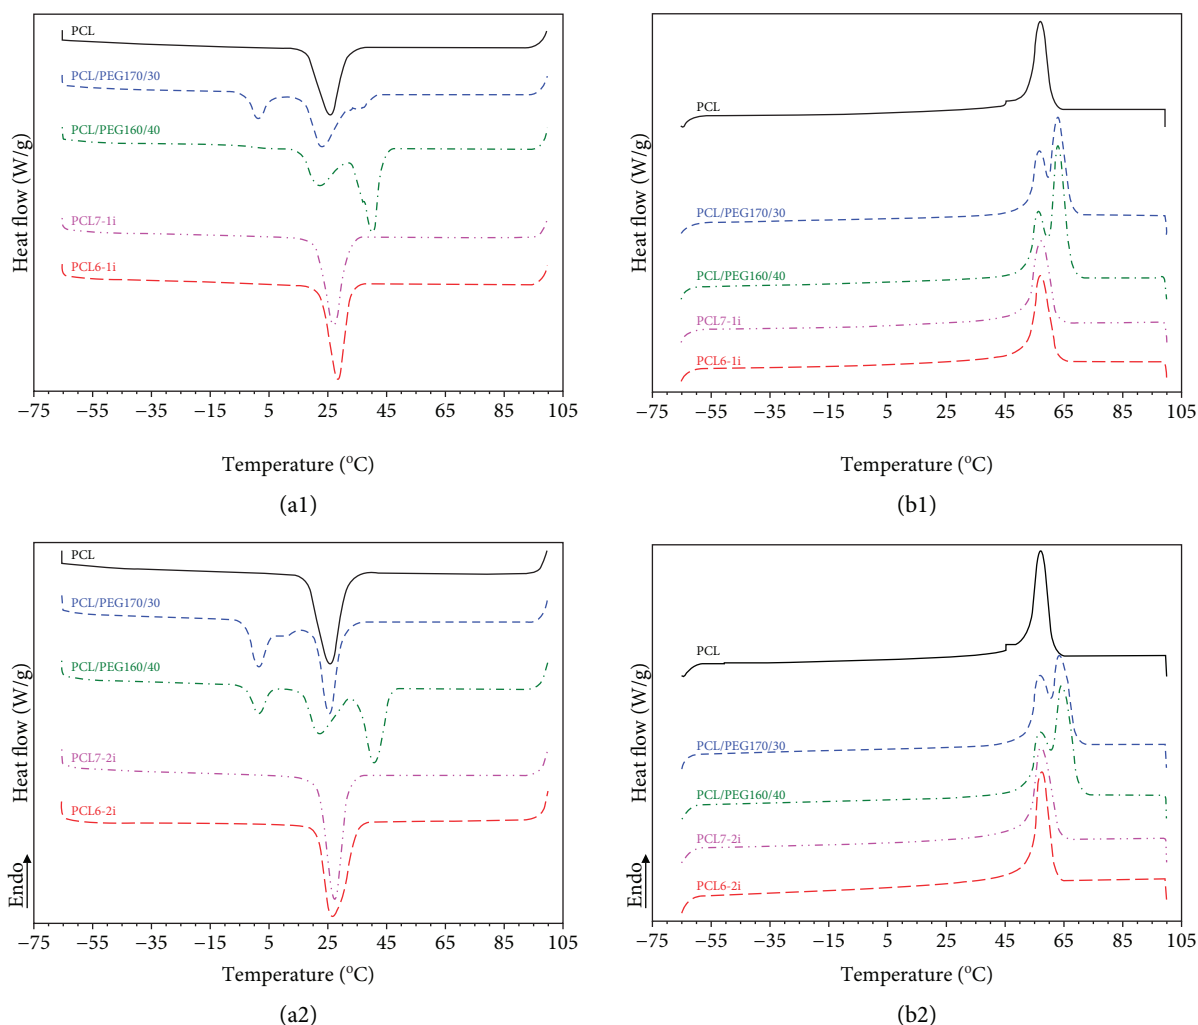 Heat flow (W/g)
PCL
PCL/PEG170/30
PCL/PEG160/40
PCL7-1i
PCL6-1i
−75 −55 −35 −15 5 25 45 65 85 105
Temperature (°C)
(a1)
Heat flow (W/g)
PCL
PCL/PEG170/30
PCL/PEG160/40
PCL7-1i
PCL6-1i
−75 −55 −35 −15 5 25 45 65 85 105
Temperature (°C)
(b1)
Heat flow (W/g)
Endo
PCL
PCL/PEG170/30
PCL/PEG160/40
PCL7-2i
PCL6-2i
−75 −55 −35 −15 5 25 45 65 85 105
Temperature (°C)
(a2)
Heat flow (W/g)
Endo
PCL
PCL/PEG170/30
PCL/PEG160/40
PCL7-2i
PCL6-2i
−75 −55 −35 −15 5 25 45 65 85 105
Temperature (°C)
(b2)